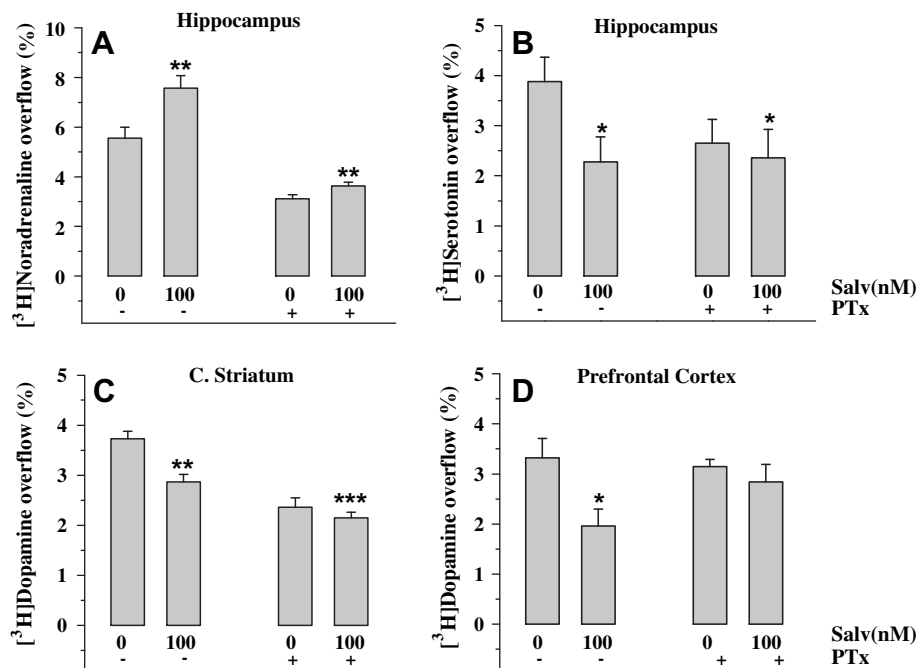 A
Hippocampus
[³H]Noradrenaline overflow (%)
10
8
6
4
2
0
**
**
0 100 0 100
- - + +
B
Hippocampus
[³H]Serotonin overflow (%)
5
4
3
2
1
0
*
*
0 100 0 100 Salv(nM)
- - + + PTx
C
C. Striatum
[³H]Dopamine overflow (%)
5
4
3
2
1
0
**
***
0 100 0 100
- - + +
D
Prefrontal Cortex
[³H]Dopamine overflow (%)
5
4
3
2
1
0
*
0 100 0 100 Salv(nM)
- - + + PTx